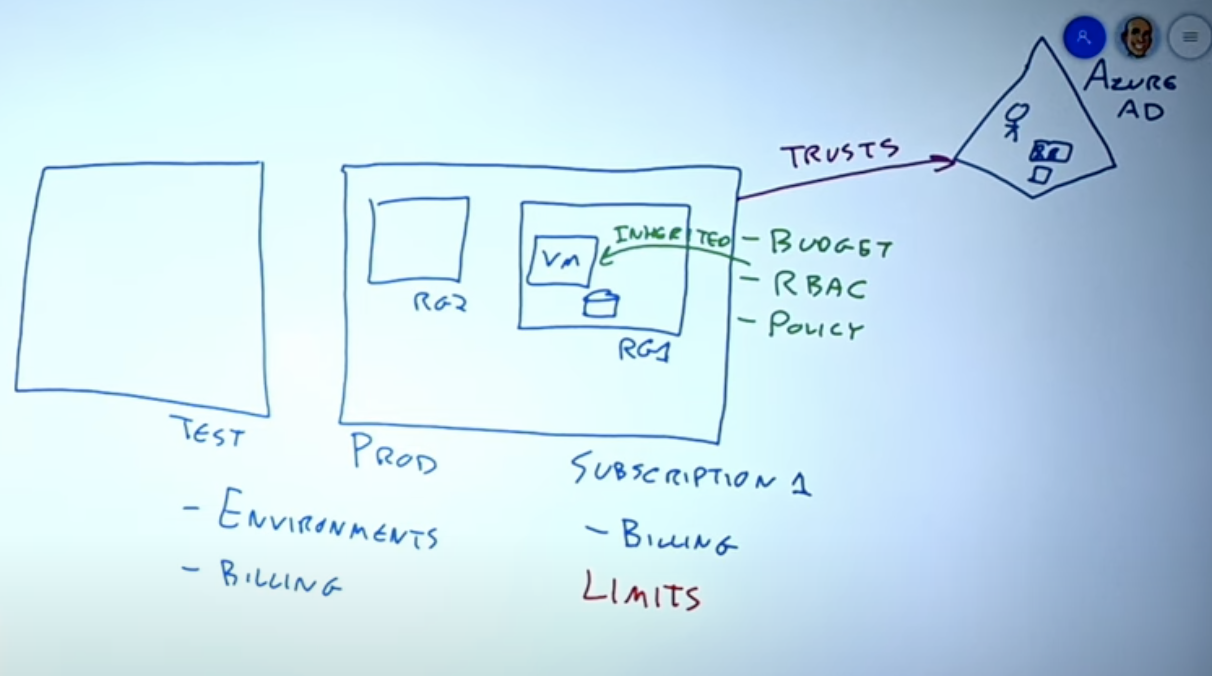 AZURE
AD
TRUSTS
INHERITED
- BUDGET
VM
- RBAC
RG2
- POLICY
RG1
TEST
PROD
SUBSCRIPTION 1
- ENVIRONMENTS
- BILLING
- BILLING
LIMITS